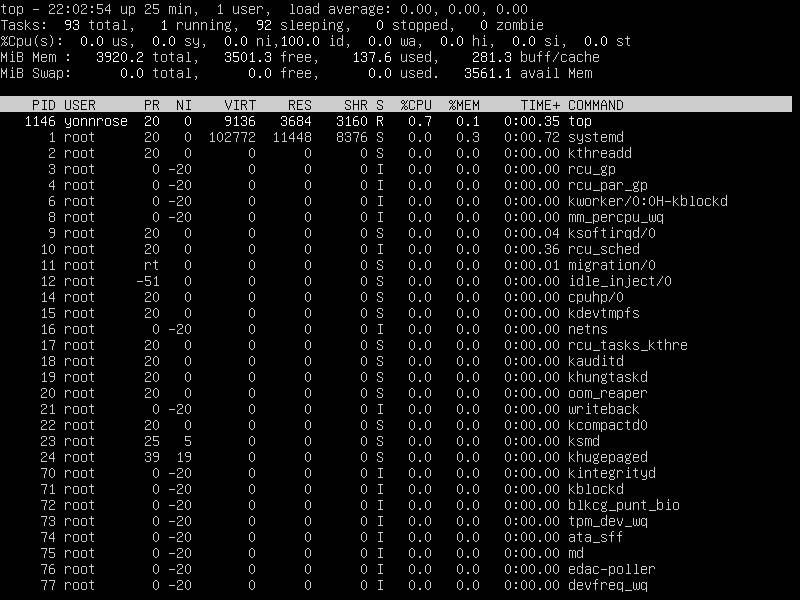 top - 22:02:54 up 25 min,  1 user,  load average: 0.00, 0.00, 0.00
Tasks:  93 total,   1 running,  92 sleeping,   0 stopped,   0 zombie
%Cpu(s):  0.0 us,  0.0 sy,  0.0 ni,100.0 id,  0.0 wa,  0.0 hi,  0.0 si,  0.0 st
MiB Mem :   3920.2 total,   3501.3 free,    137.6 used,    281.3 buff/cache
MiB Swap:      0.0 total,      0.0 free,      0.0 used.   3561.1 avail Mem
    PID USER      PR  NI    VIRT    RES    SHR S  %CPU  %MEM     TIME+ COMMAND
   1146 yonnrose  20   0    9136   3684   3160 R   0.7   0.1   0:00.35 top
      1 root      20   0  102772  11448   8376 S   0.0   0.3   0:00.72 systemd
      2 root      20   0       0      0      0 S   0.0   0.0   0:00.00 kthreadd
      3 root       0 -20       0      0      0 I   0.0   0.0   0:00.00 rcu_gp
      4 root       0 -20       0      0      0 I   0.0   0.0   0:00.00 rcu_par_gp
      6 root       0 -20       0      0      0 I   0.0   0.0   0:00.00 kworker/0:0H-kblockd
      8 root       0 -20       0      0      0 I   0.0   0.0   0:00.00 mm_percpu_wq
      9 root      20   0       0      0      0 S   0.0   0.0   0:00.04 ksoftirqd/0
     10 root      20   0       0      0      0 I   0.0   0.0   0:00.36 rcu_sched
     11 root      rt   0       0      0      0 S   0.0   0.0   0:00.01 migration/0
     12 root     -51   0       0      0      0 S   0.0   0.0   0:00.00 idle_inject/0
     14 root      20   0       0      0      0 S   0.0   0.0   0:00.00 cpuhp/0
     15 root      20   0       0      0      0 S   0.0   0.0   0:00.00 kdevtmpfs
     16 root       0 -20       0      0      0 I   0.0   0.0   0:00.00 netns
     17 root      20   0       0      0      0 S   0.0   0.0   0:00.00 rcu_tasks_kthre
     18 root      20   0       0      0      0 S   0.0   0.0   0:00.00 kauditd
     19 root      20   0       0      0      0 S   0.0   0.0   0:00.00 khungtaskd
     20 root      20   0       0      0      0 S   0.0   0.0   0:00.00 oom_reaper
     21 root       0 -20       0      0      0 I   0.0   0.0   0:00.00 writeback
     22 root      20   0       0      0      0 S   0.0   0.0   0:00.00 kcompactd0
     23 root      25   5       0      0      0 S   0.0   0.0   0:00.00 ksmd
     24 root      39  19       0      0      0 S   0.0   0.0   0:00.00 khugepaged
     70 root       0 -20       0      0      0 I   0.0   0.0   0:00.00 kintegrityd
     71 root       0 -20       0      0      0 I   0.0   0.0   0:00.00 kblockd
     72 root       0 -20       0      0      0 I   0.0   0.0   0:00.00 blkcg_punt_bio
     73 root       0 -20       0      0      0 I   0.0   0.0   0:00.00 tpm_dev_wq
     74 root       0 -20       0      0      0 I   0.0   0.0   0:00.00 ata_sff
     75 root       0 -20       0      0      0 I   0.0   0.0   0:00.00 md
     76 root       0 -20       0      0      0 I   0.0   0.0   0:00.00 edac-poller
     77 root       0 -20       0      0      0 I   0.0   0.0   0:00.00 devfreq_wq